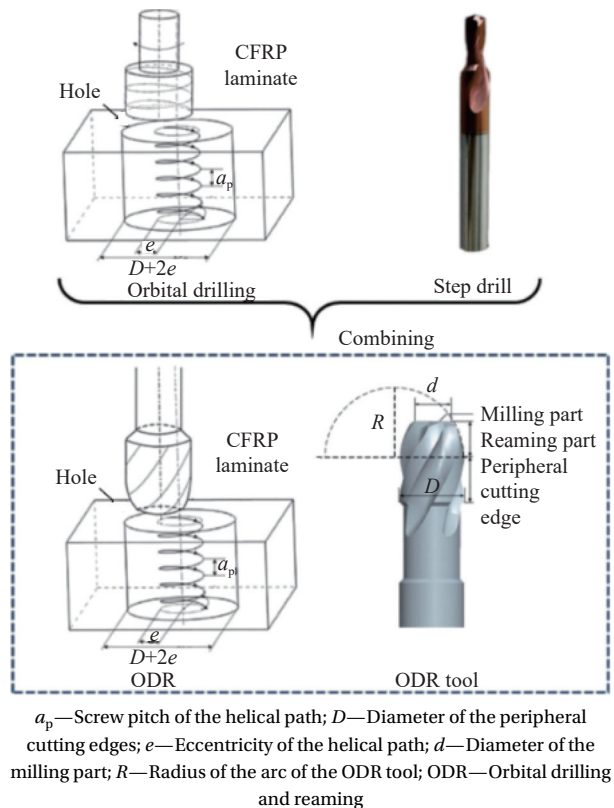 CFRP
laminate
Hole
aₚ
e
D+2e
Orbital drilling
Step drill
Combining
d
R
Milling part
Reaming part
Peripheral
cutting
edge
D
CFRP
laminate
Hole
aₚ
e
D+2e
ODR
ODR tool
aₚ—Screw pitch of the helical path; D—Diameter of the peripheral
cutting edges; e—Eccentricity of the helical path; d—Diameter of the
milling part; R—Radius of the arc of the ODR tool; ODR—Orbital drilling
and reaming